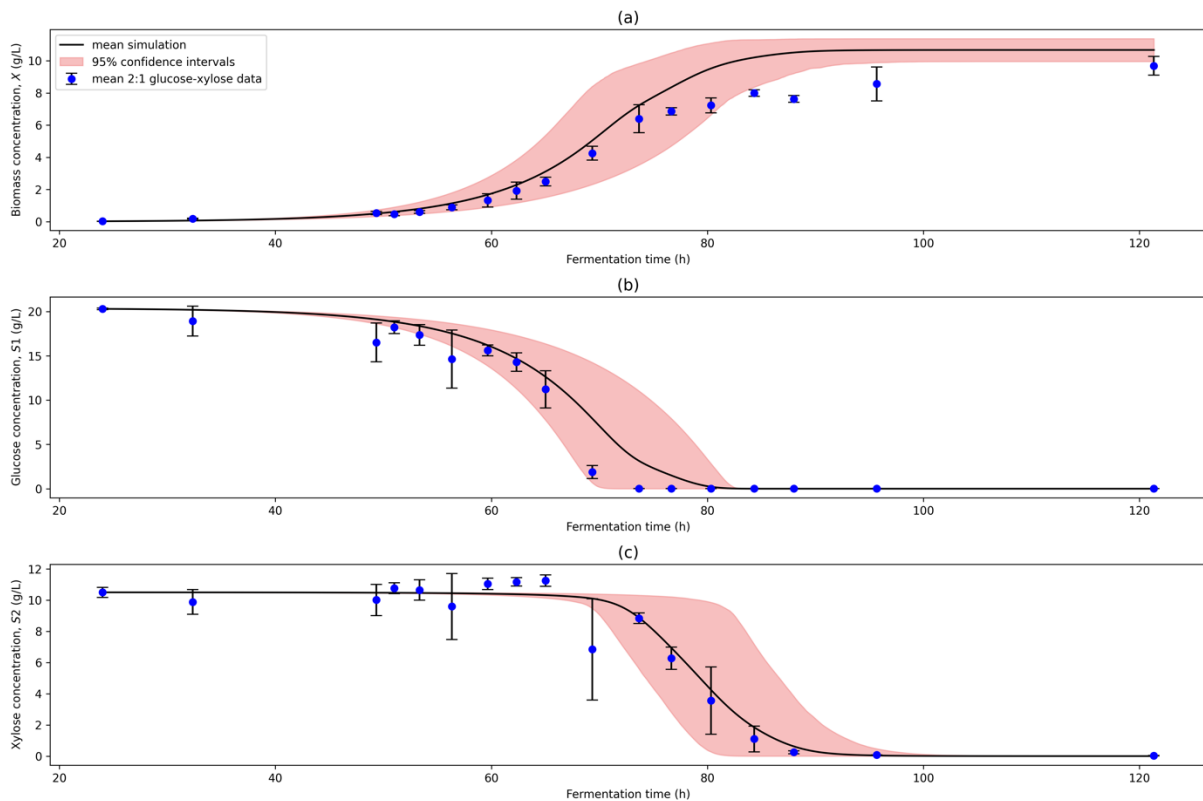 (a)
Biomass concentration, X (g/L)
10
8
6
4
2
0
mean simulation
95% confidence intervals
mean 2:1 glucose-xylose data
20 40 60 80 100 120
Fermentation time (h)
(b)
Glucose concentration, S1 (g/L)
20
15
10
5
0
20 40 60 80 100 120
Fermentation time (h)
(c)
Xylose concentration, S2 (g/L)
12
10
8
6
4
2
0
20 40 60 80 100 120
Fermentation time (h)